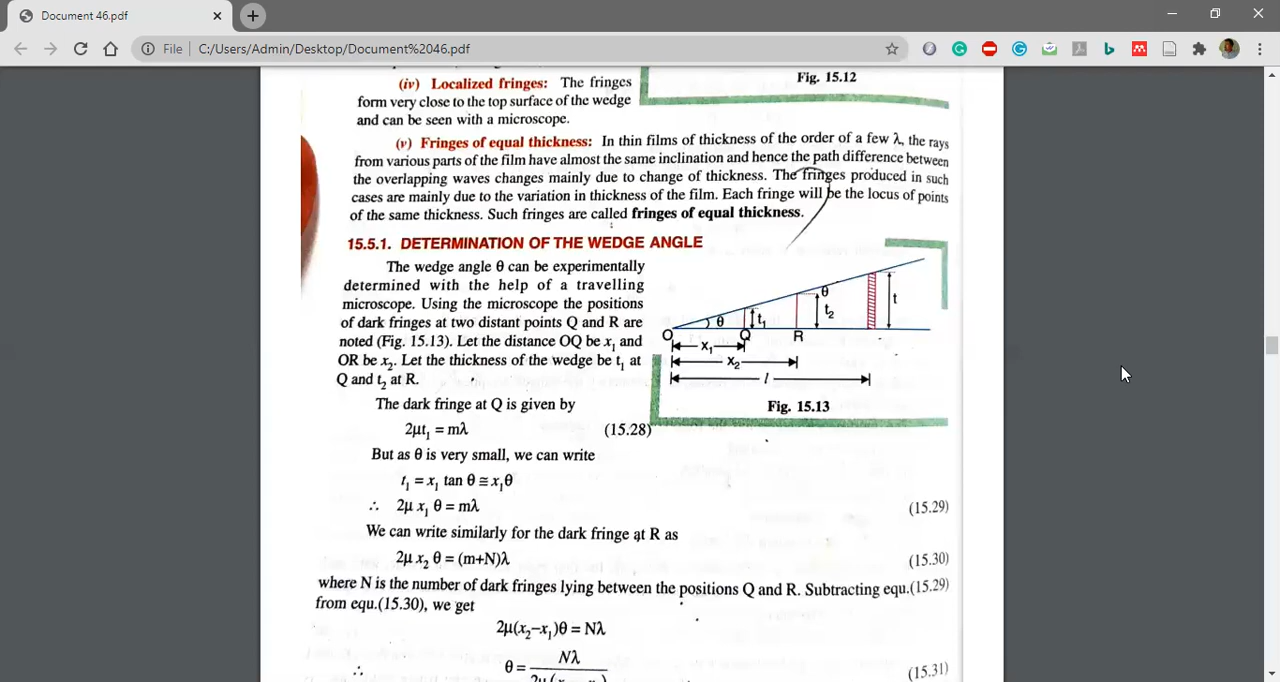 Document 46.pdf
File C:/Users/Admin/Desktop/Document%2046.pdf
(iv) Localized fringes: The fringes
form very close to the top surface of the wedge
and can be seen with a microscope.
Fig. 15.12
(v) Fringes of equal thickness: In thin films of thickness of the order of a few λ, the rays
from various parts of the film have almost the same inclination and hence the path difference between
the overlapping waves changes mainly due to change of thickness. The fringes produced in such
cases are mainly due to the variation in thickness of the film. Each fringe will be the locus of points
of the same thickness. Such fringes are called fringes of equal thickness.
15.5.1. DETERMINATION OF THE WEDGE ANGLE
The wedge angle θ can be experimentally
determined with the help of a travelling
microscope. Using the microscope the positions
of dark fringes at two distant points Q and R are
noted (Fig. 15.13). Let the distance OQ be x₁ and
OR be x₂. Let the thickness of the wedge be t₁ at
Q and t₂ at R.
θ
θ t₁ t₂ t
O Q R
x₁
x₂
l
Fig. 15.13
The dark fringe at Q is given by
2μt₁ = mλ (15.28)
But as θ is very small, we can write
t₁ = x₁ tan θ ≅ x₁θ
∴ 2μ x₁ θ = mλ (15.29)
We can write similarly for the dark fringe at R as
2μ x₂ θ = (m+N)λ (15.30)
where N is the number of dark fringes lying between the positions Q and R. Subtracting equ.(15.29)
from equ.(15.30), we get
2μ(x₂–x₁)θ = Nλ
∴ θ = Nλ (15.31)